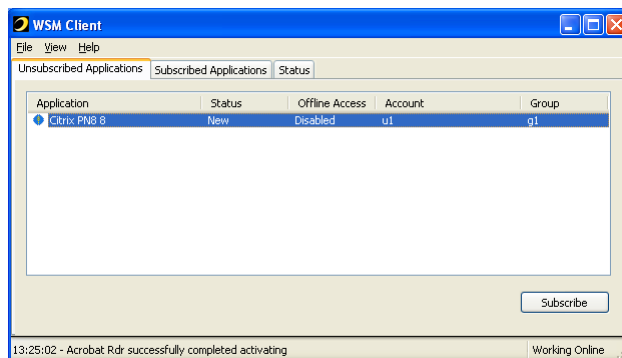 WSM Client
File View Help
Unsubscribed Applications Subscribed Applications Status
Application Status Offline Access Account Group
Citrix PN8 8 New Disabled u1 g1
Subscribe
13:25:02 - Acrobat Rdr successfully completed activating Working Online